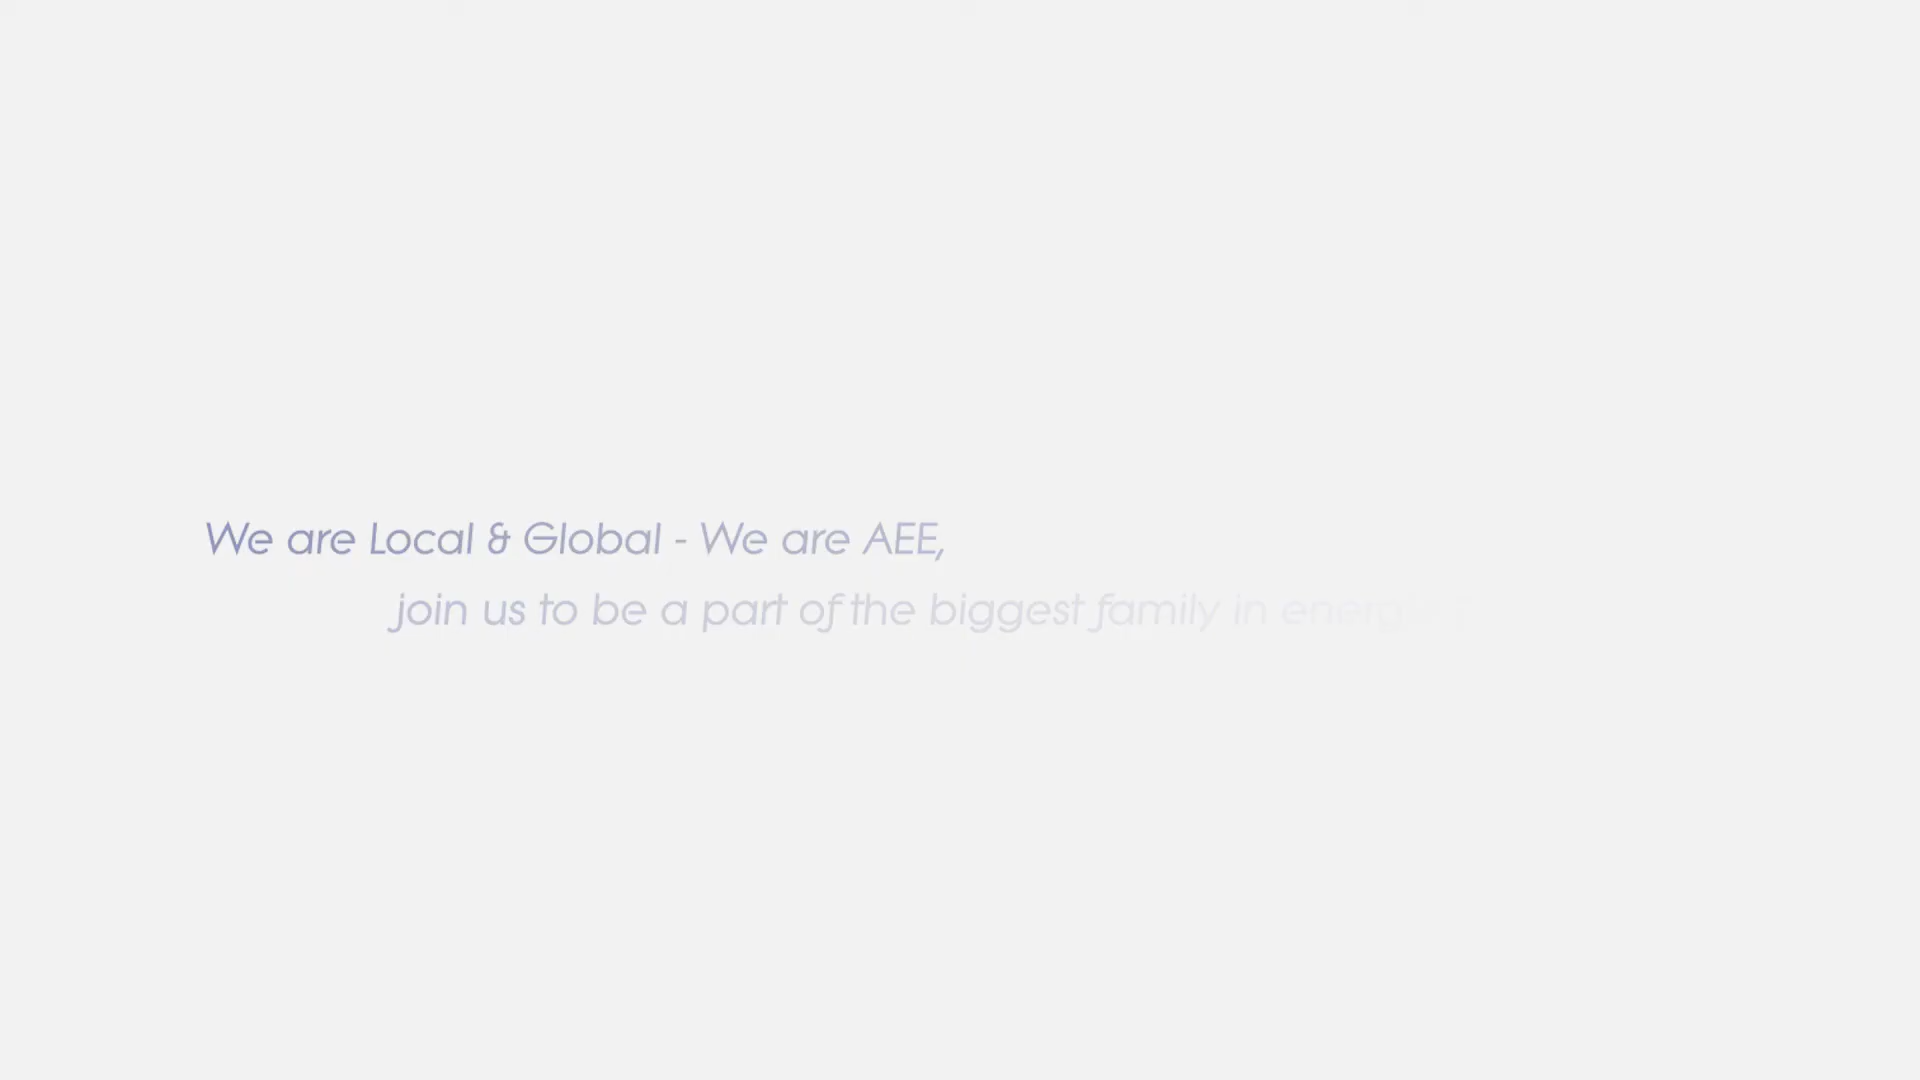 We are Local & Global - We are AEE,
join us to be a part of the biggest family in